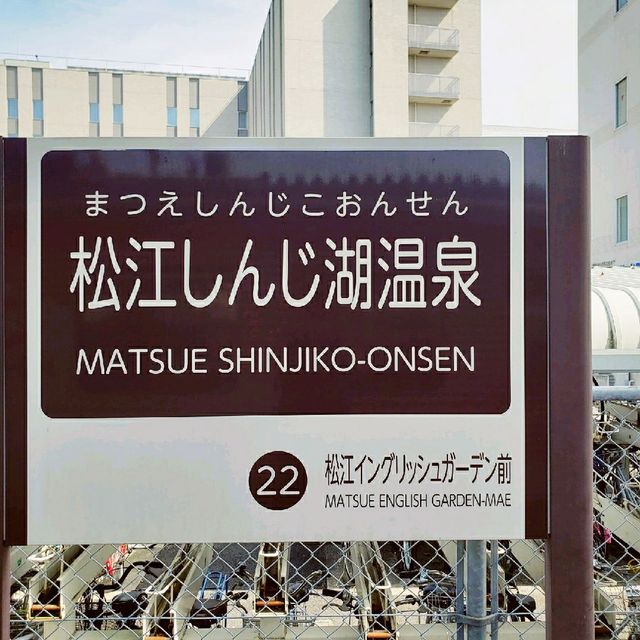 まつえしんじこおんせん
松江しんじ湖温泉
MATSUE SHINJIKO-ONSEN
22 松江イングリッシュガーデン前
MATSUE ENGLISH GARDEN-MAE